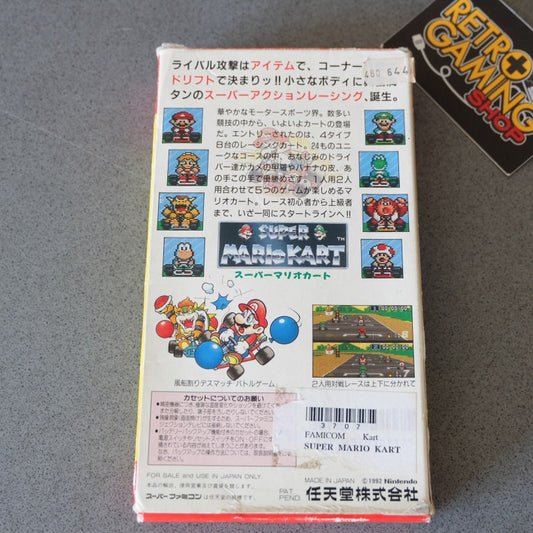 RETRO
GAMING
SHOP
ライバル攻撃はアイテムで、コーナー
480 644
ドリフトで決まりッ!! 小さなボディに
タンのスーパーアクションレーシング、誕生。
華やかなモータースポーツ界。数多い
競技の中から、いよいよカートの登場
だ。エントリーされたのは、4タイプ
8台のレーシングカート。24ものユニ
ークなコースの中、おなじみのドライ
バー達がカメの甲羅やバナナの皮、あ
の手この手で優勝めざす。1人用2人
用合わせて5つのゲームが楽しめるマ
リオカート。レース初心者から上級者
まで、いざ一同にスタートラインへ!!
SUPER
MARIO KART TM
スーパーマリオカート
風船割りデスマッチ バトルゲーム
2人用対戦レースは上下に分かれて
カセットについてのお願い
3707
FAMICOM Kart
SUPER MARIO KART
FOR SALE and USE IN JAPAN ONLY.
MADE IN JAPAN ©1992 Nintendo
PAT.
PEND.
任天堂株式会社
スーパーファミコンは任天堂の商標です。